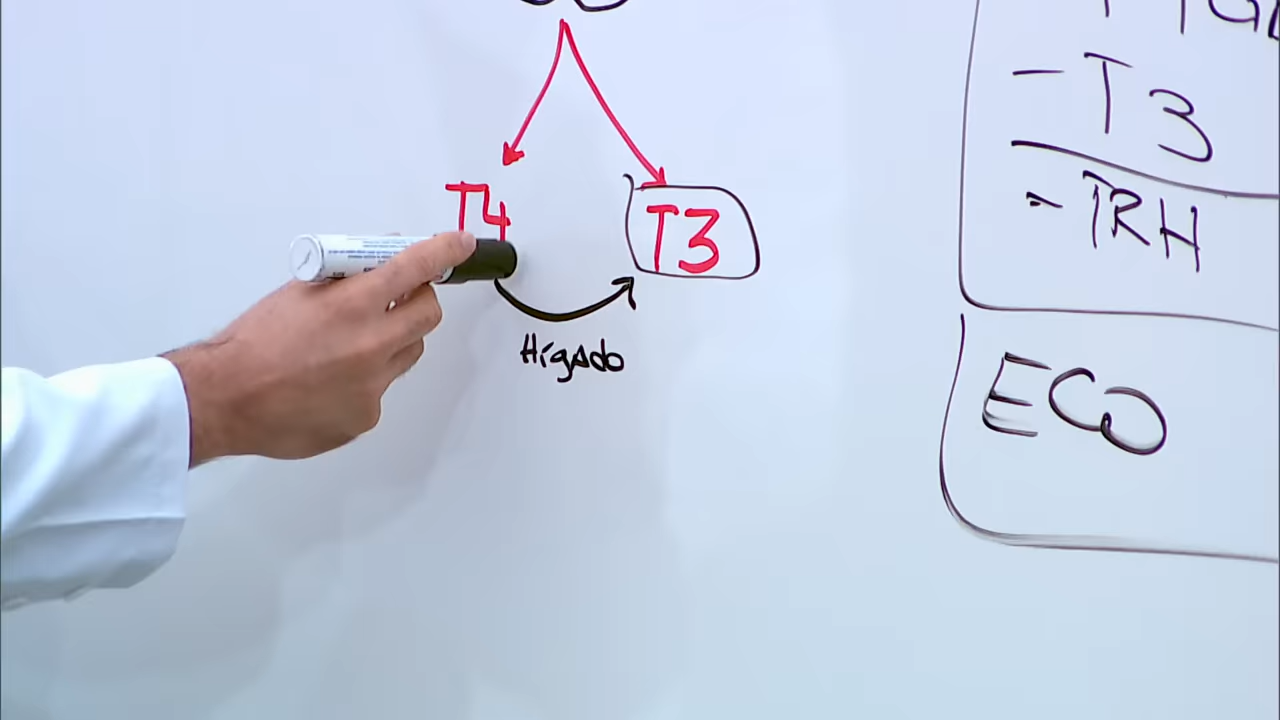 T4
T3
Hígado
- T3
- TRH
ECO